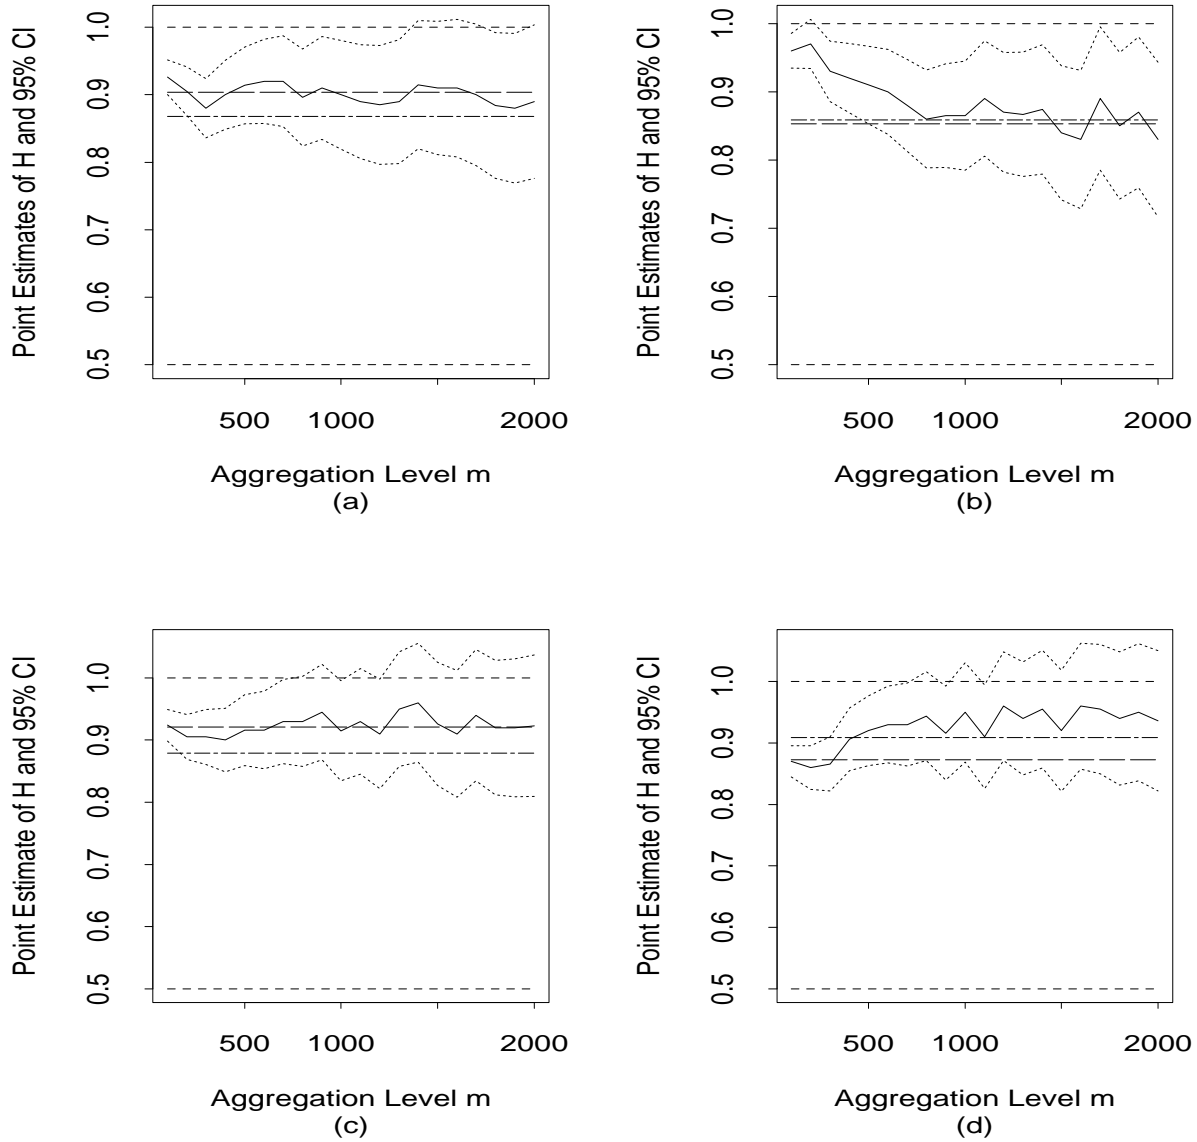 Point Estimates of H and 95% CI
1.0
0.9
0.8
0.7
0.6
0.5
500 1000 2000
Aggregation Level m
(a)
Point Estimates of H and 95% CI
1.0
0.9
0.8
0.7
0.6
0.5
500 1000 2000
Aggregation Level m
(b)
Point Estimate of H and 95% CI
1.0
0.9
0.8
0.7
0.6
0.5
500 1000 2000
Aggregation Level m
(c)
Point Estimate of H and 95% CI
1.0
0.9
0.8
0.7
0.6
0.5
500 1000 2000
Aggregation Level m
(d)